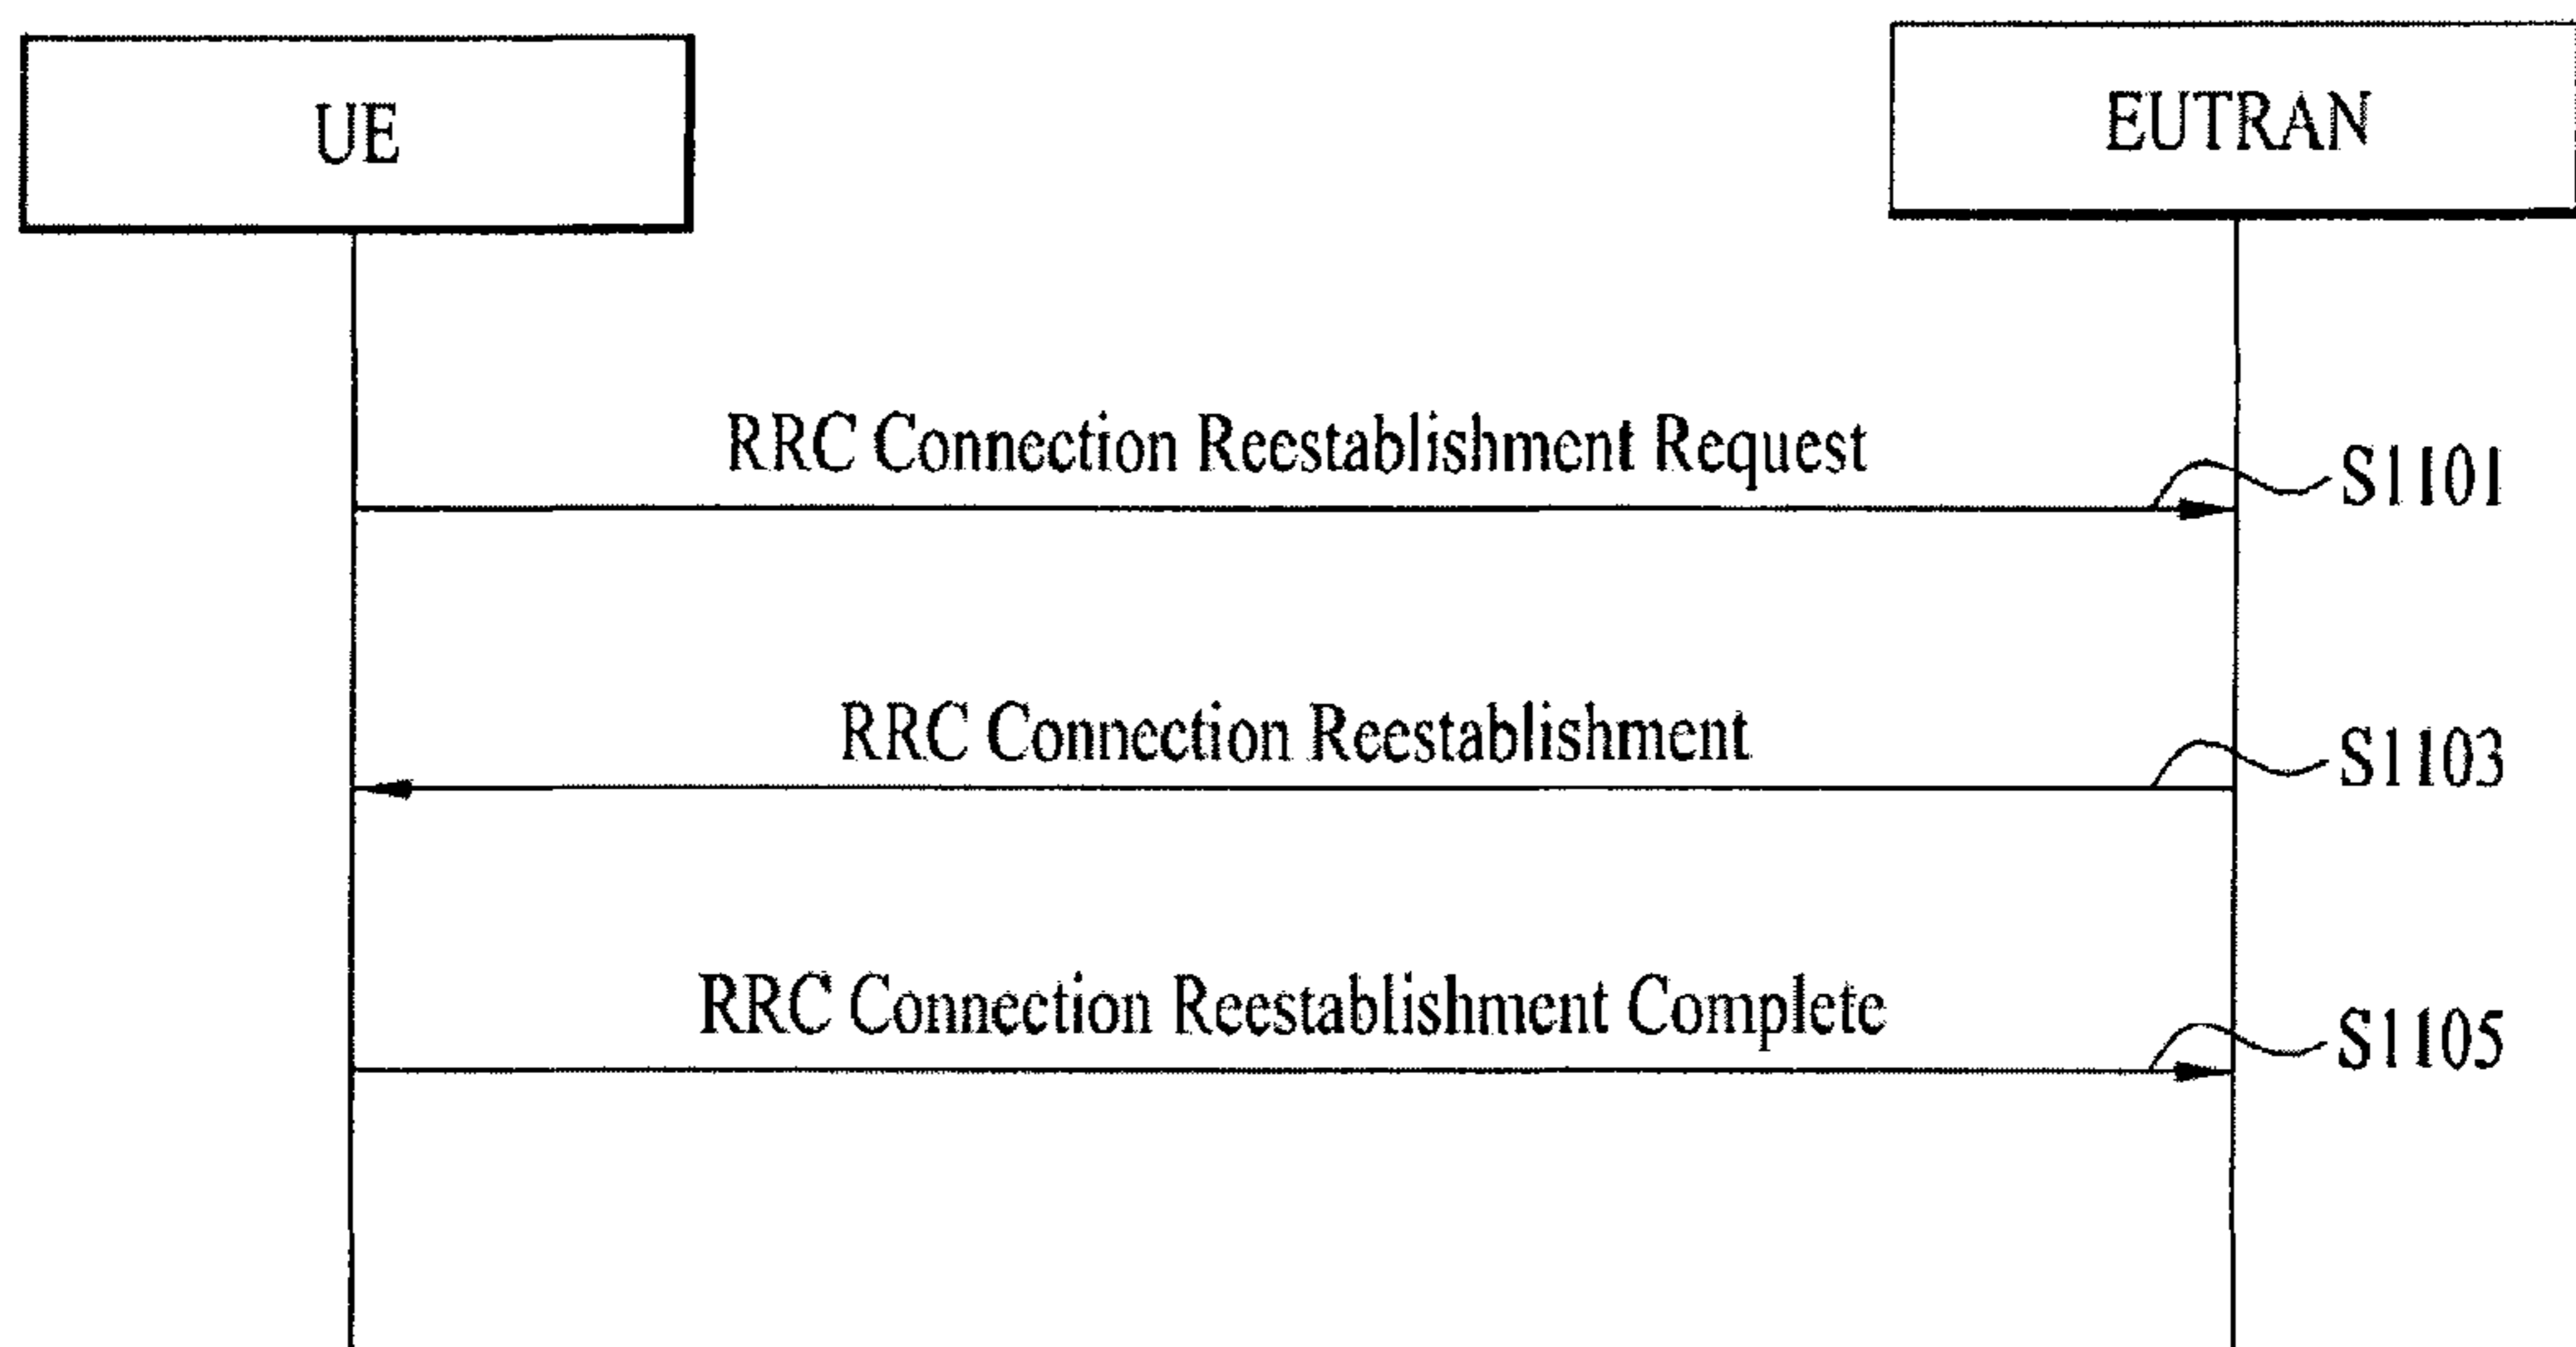 UE
EUTRAN
RRC Connection Reestablishment Request
S1101
RRC Connection Reestablishment
S1103
RRC Connection Reestablishment Complete
S1105